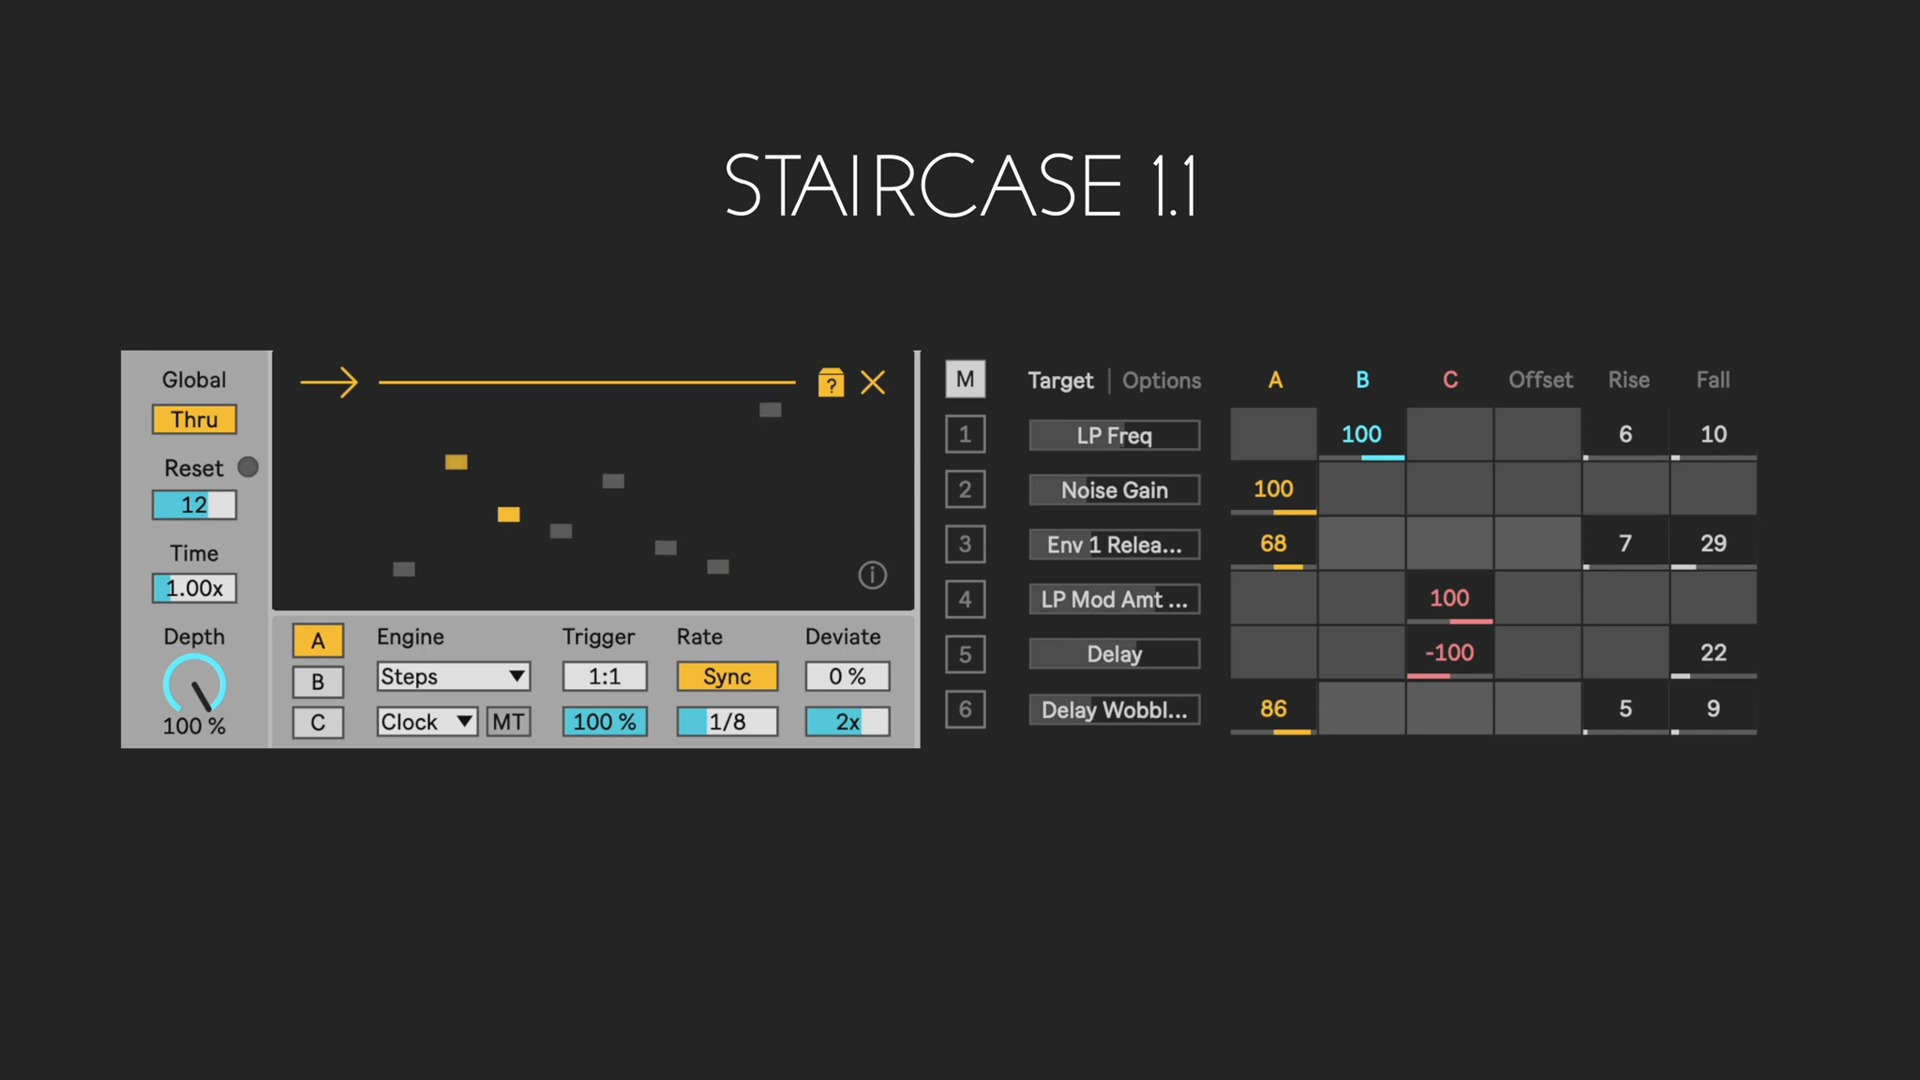 STAIRCASE 1.1
Global
Thru
Reset
12
Time
1.00x
Depth
100 %
?
i
A
B
C
Engine
Steps
Clock
MT
Trigger
1:1
100 %
Rate
Sync
1/8
Deviate
0 %
2x
M Target | Options A B C Offset Rise Fall
1 LP Freq 100 6 10
2 Noise Gain 100
3 Env 1 Relea... 68 7 29
4 LP Mod Amt ... 100
5 Delay -100 22
6 Delay Wobbl... 86 5 9